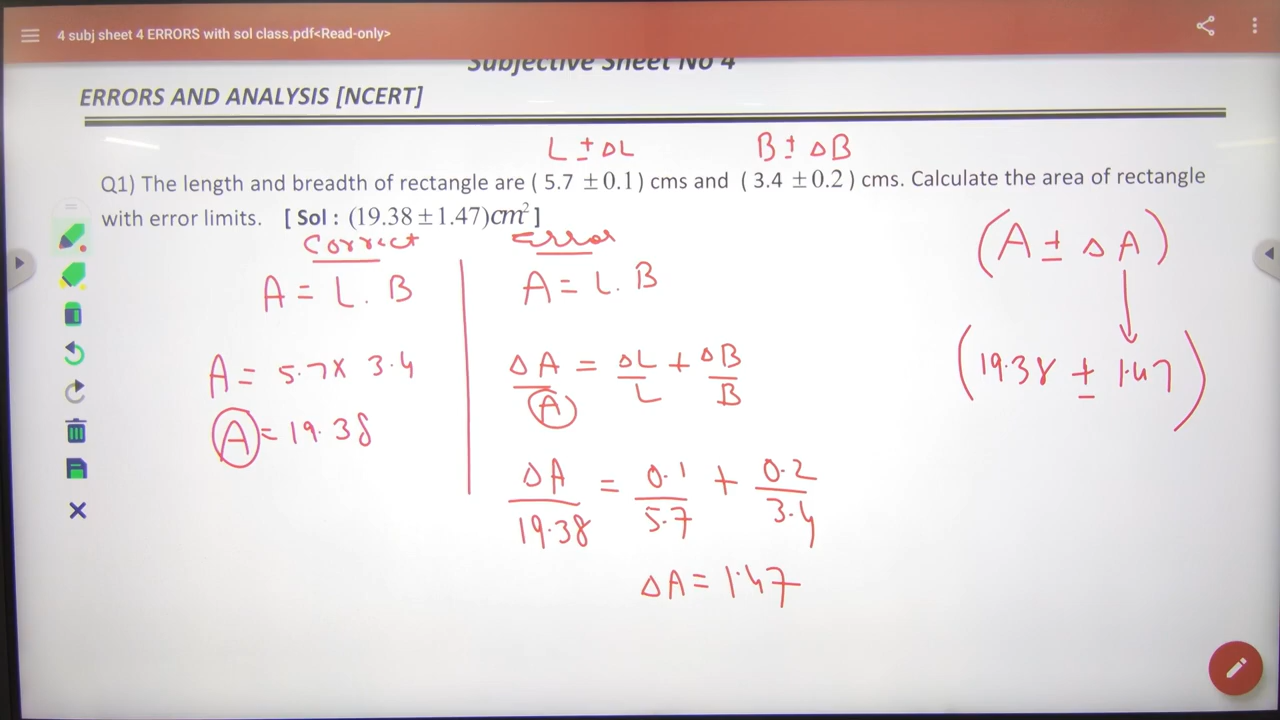 4 subj sheet 4 ERRORS with sol class.pdf<Read-only>
Subjective Sheet No 4
ERRORS AND ANALYSIS [NCERT]
L ± ΔL B ± ΔB
Q1) The length and breadth of rectangle are ( 5.7 ±0.1 ) cms and ( 3.4 ±0.2 ) cms. Calculate the area of rectangle
with error limits. [ Sol : (19.38±1.47)cm² ]
Correct Error
(A ± ΔA)
A = L . B A = L . B
A = 5.7 x 3.4 ΔA/A = ΔL/L + ΔB/B (19.38 ± 1.47)
A = 19.38
ΔA/19.38 = 0.1/5.7 + 0.2/3.4
ΔA = 1.47